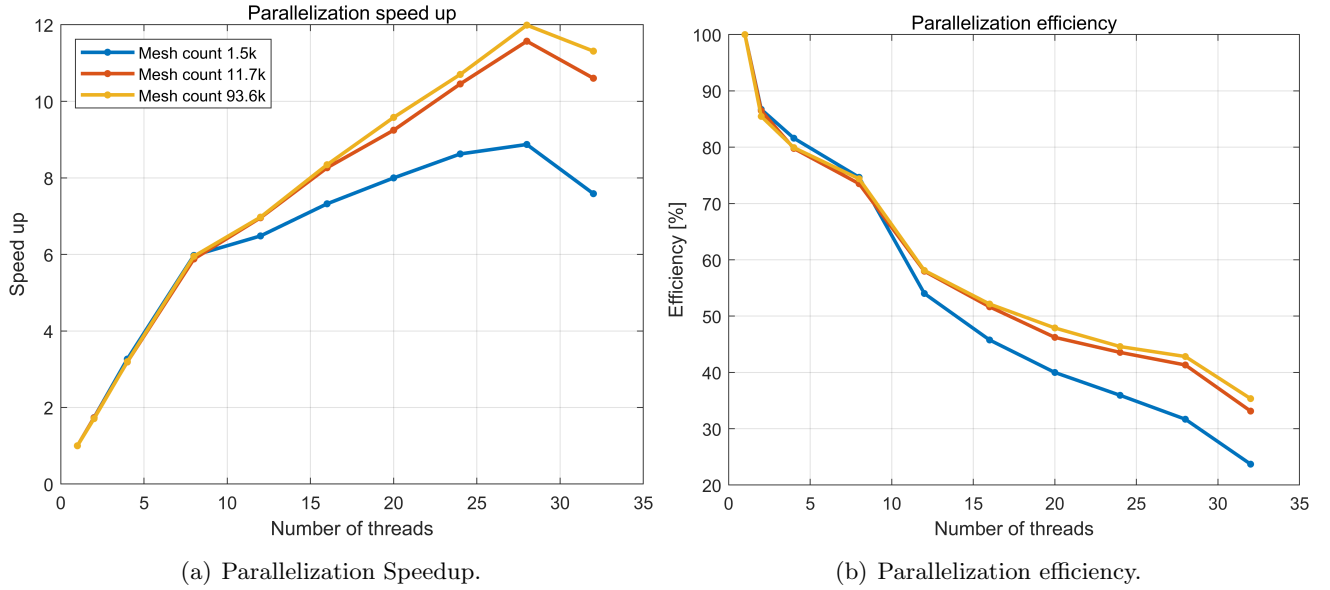 Parallelization speed up
12
10
8
6
4
2
0
Speed up
Mesh count 1.5k
Mesh count 11.7k
Mesh count 93.6k
0 5 10 15 20 25 30 35
Number of threads
(a) Parallelization Speedup.
Parallelization efficiency
100
90
80
70
60
50
40
30
20
Efficiency [%]
0 5 10 15 20 25 30 35
Number of threads
(b) Parallelization efficiency.